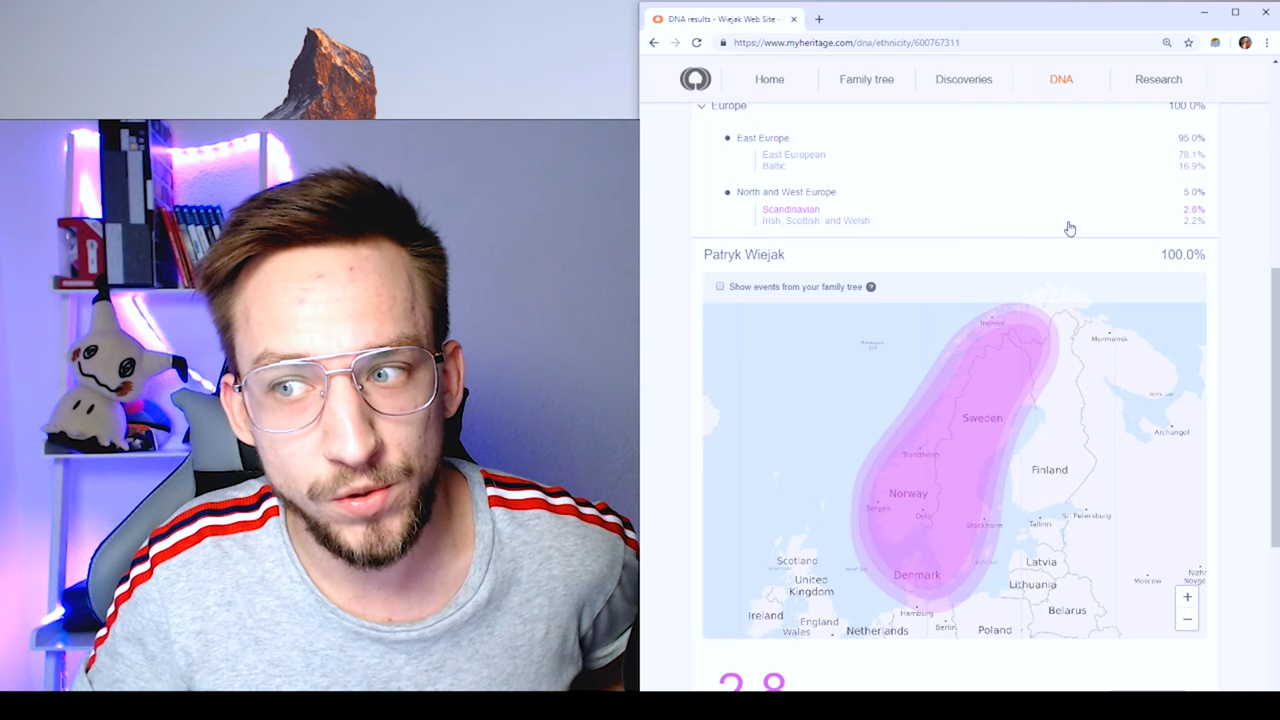 DNA results - Wiejak Web Site -
https://www.myheritage.com/dna/ethnicity/600767311
Home
Family tree
Discoveries
DNA
Research
Europe 100.0%
East Europe 95.0%
East European 78.1%
Baltic 16.9%
North and West Europe 5.0%
Scandinavian 2.8%
Irish, Scottish, and Welsh 2.2%
Patryk Wiejak 100.0%
Show events from your family tree ?
Tromsø
Murmansk
Sweden
Archangel
Trondheim
Finland
Norway
Bergen
Oslo
St. Petersburg
Stockholm
Tallinn
Scotland
Latvia
United
Kingdom
Denmark
Lithuania
Moscow
Ireland
England
Hamburg
Belarus
Wales
Netherlands
Berlin
Poland
+
−
2.8